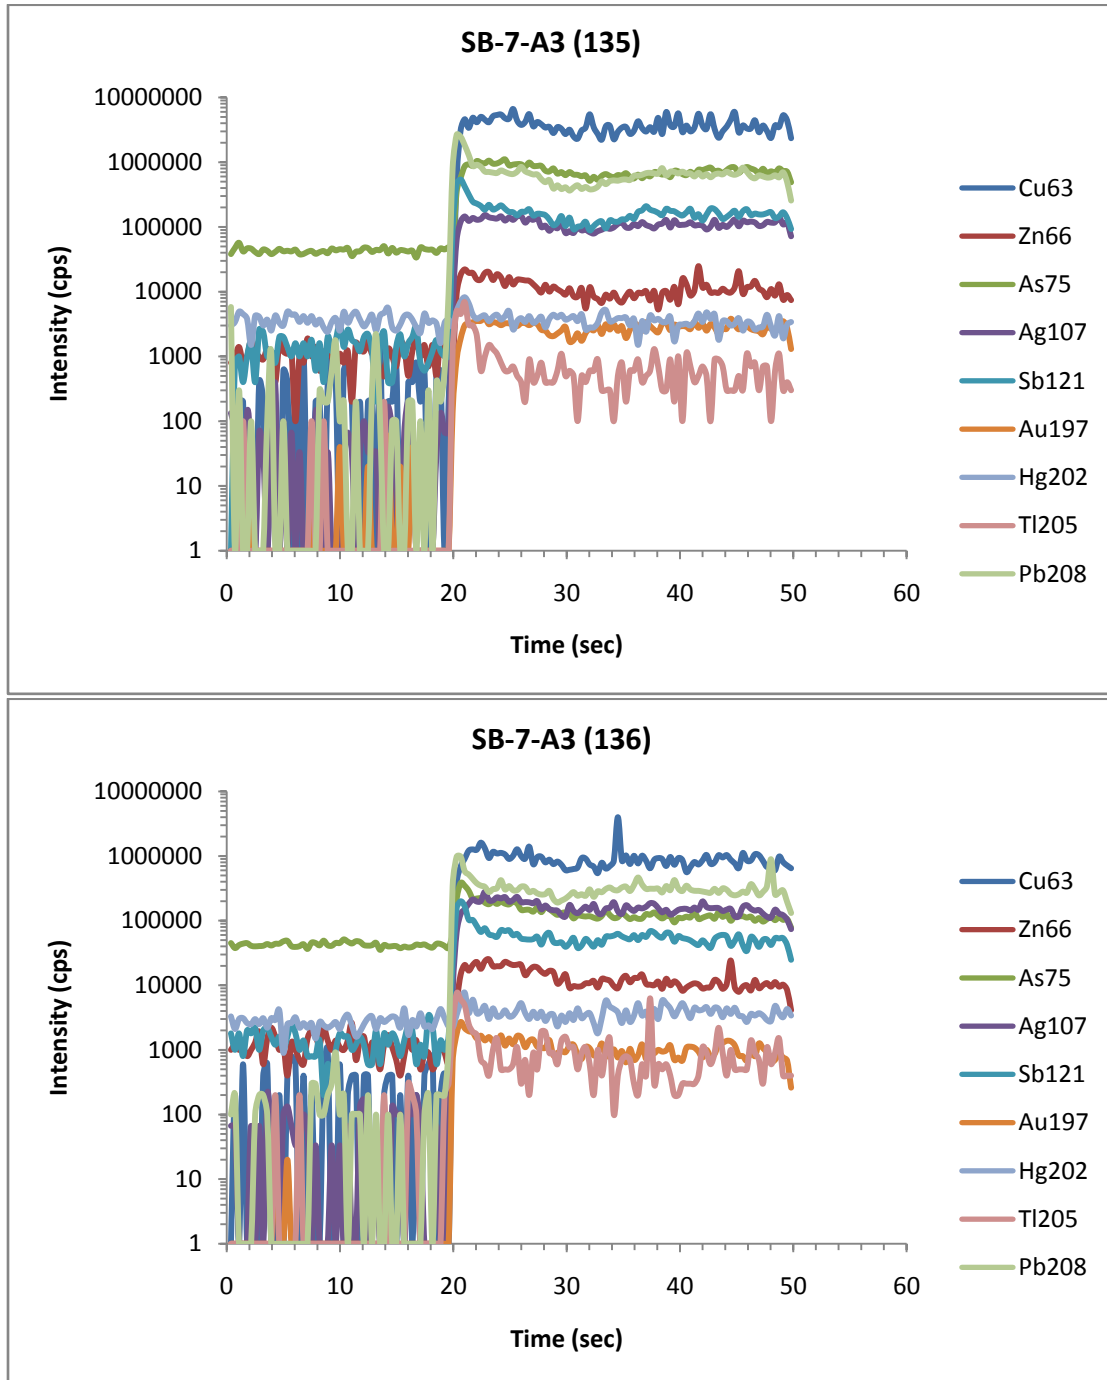 SB-7-A3 (135)
10000000
1000000
100000
10000
1000
100
10
1
Intensity (cps)
0 10 20 30 40 50 60
Time (sec)
Cu63
Zn66
As75
Ag107
Sb121
Au197
Hg202
Tl205
Pb208
SB-7-A3 (136)
10000000
1000000
100000
10000
1000
100
10
1
Intensity (cps)
0 10 20 30 40 50 60
Time (sec)
Cu63
Zn66
As75
Ag107
Sb121
Au197
Hg202
Tl205
Pb208